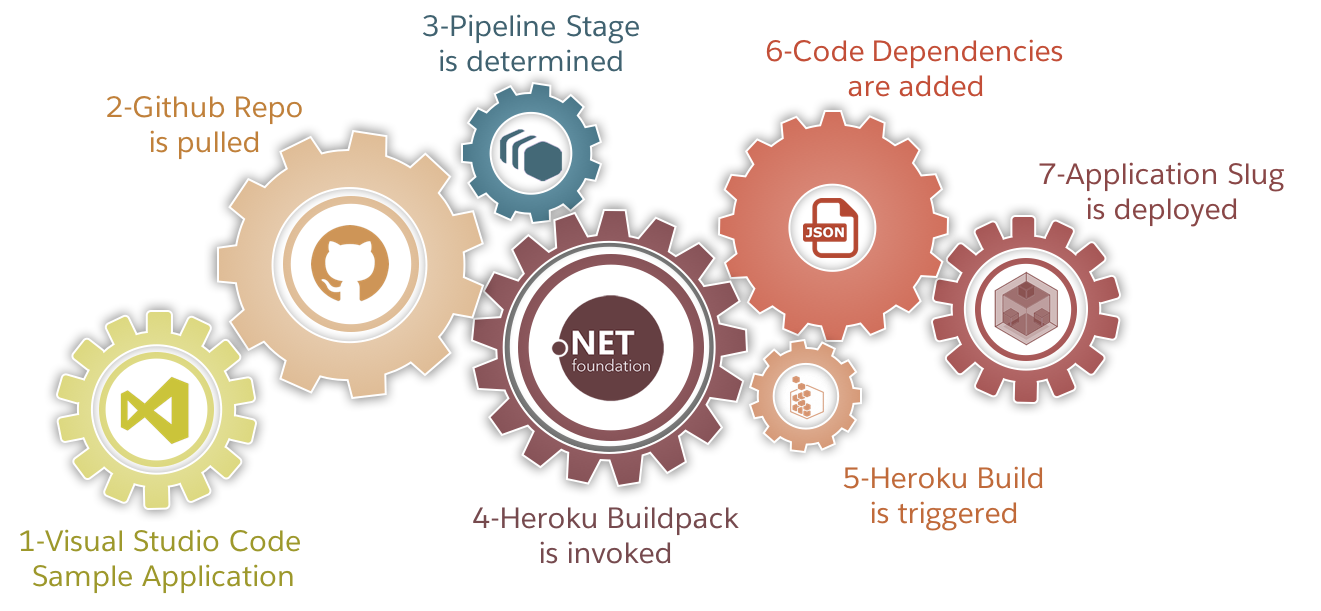 1-Visual Studio Code
Sample Application
2-Github Repo
is pulled
3-Pipeline Stage
is determined
.NET
foundation
4-Heroku Buildpack
is invoked
5-Heroku Build
is triggered
6-Code Dependencies
are added
JSON
7-Application Slug
is deployed